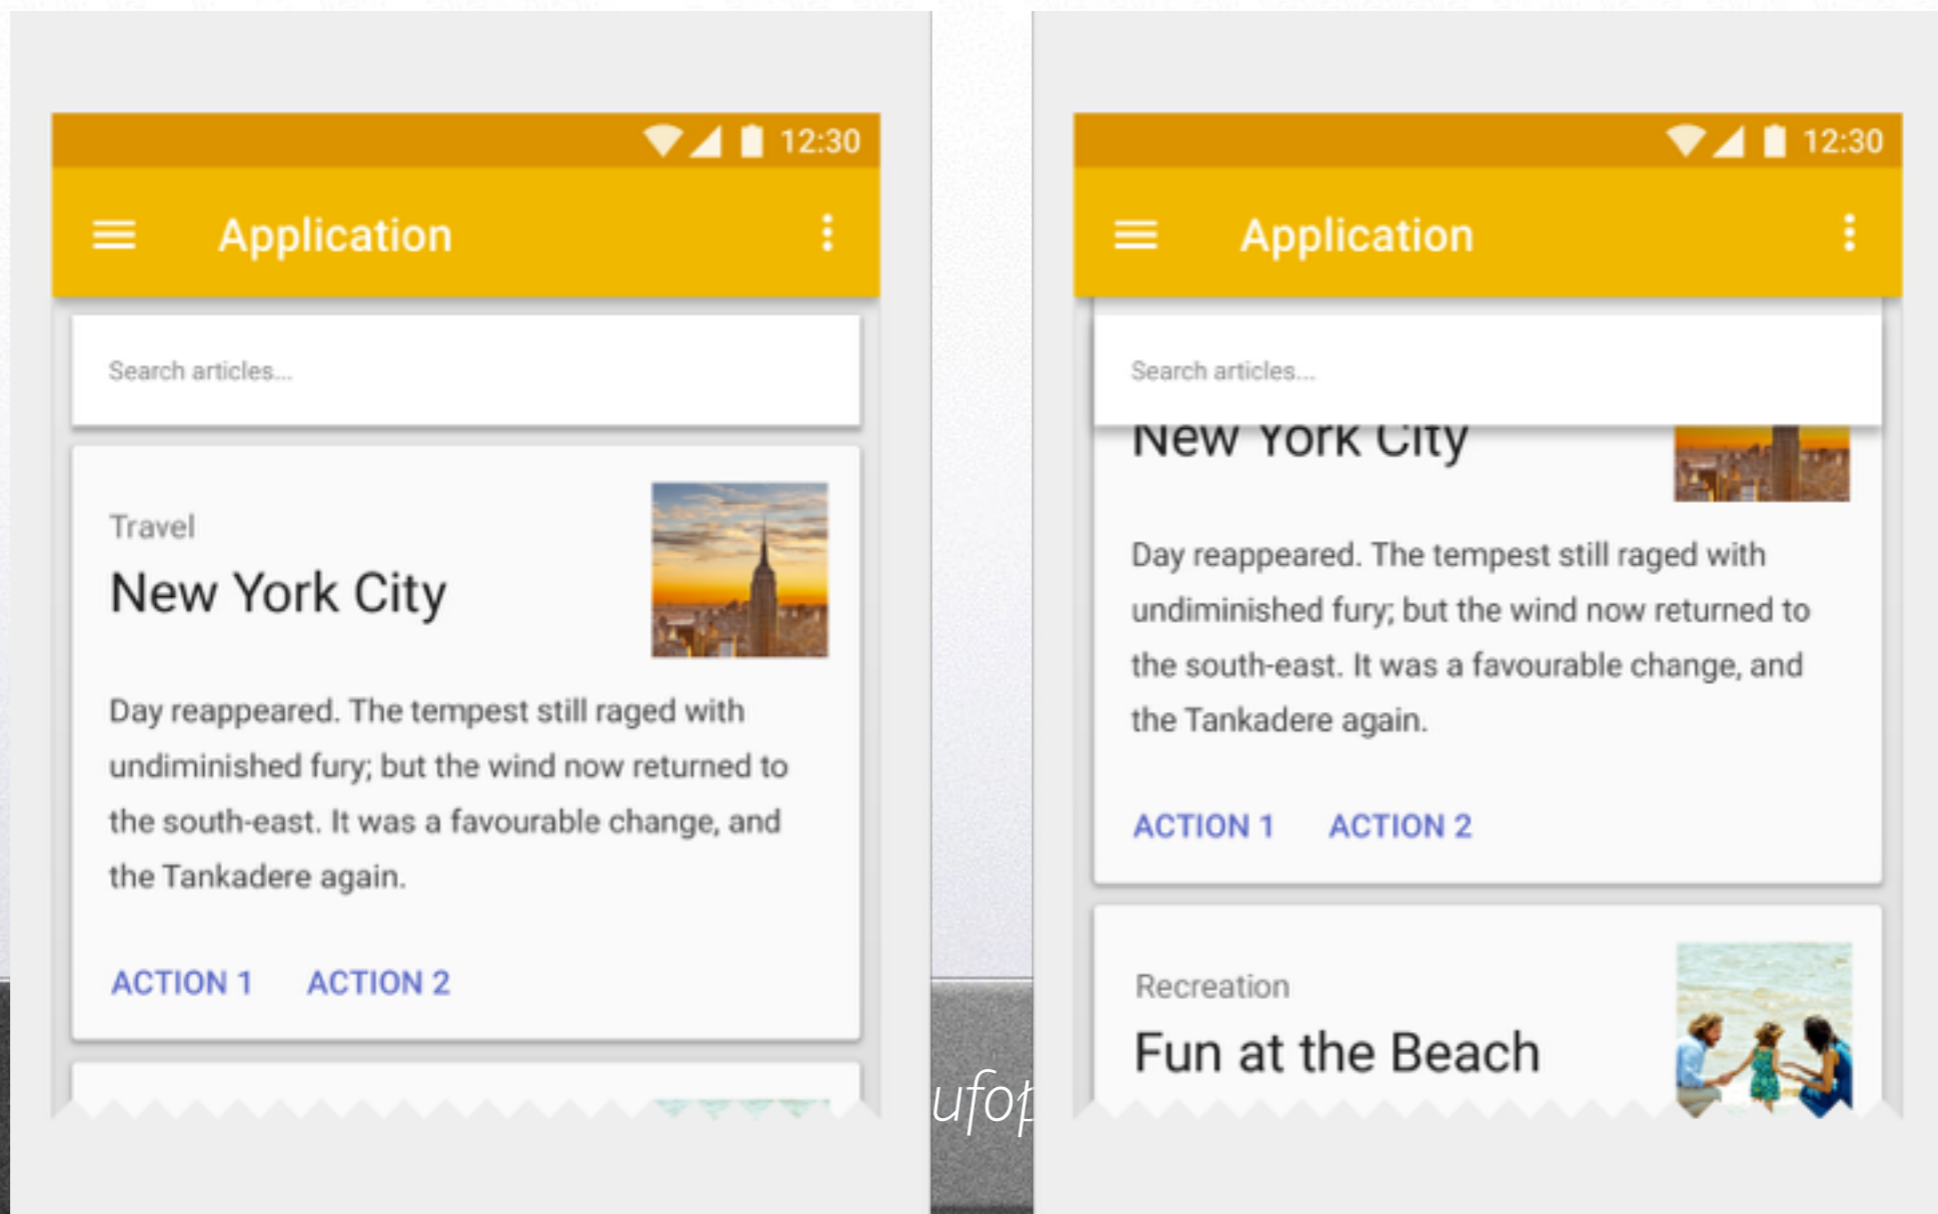 12:30
Application
Search articles...
Travel
New York City
Day reappeared. The tempest still raged with
undiminished fury; but the wind now returned to
the south-east. It was a favourable change, and
the Tankadere again.
ACTION 1 ACTION 2
12:30
Application
Search articles...
New York City
Day reappeared. The tempest still raged with
undiminished fury; but the wind now returned to
the south-east. It was a favourable change, and
the Tankadere again.
ACTION 1 ACTION 2
Recreation
Fun at the Beach